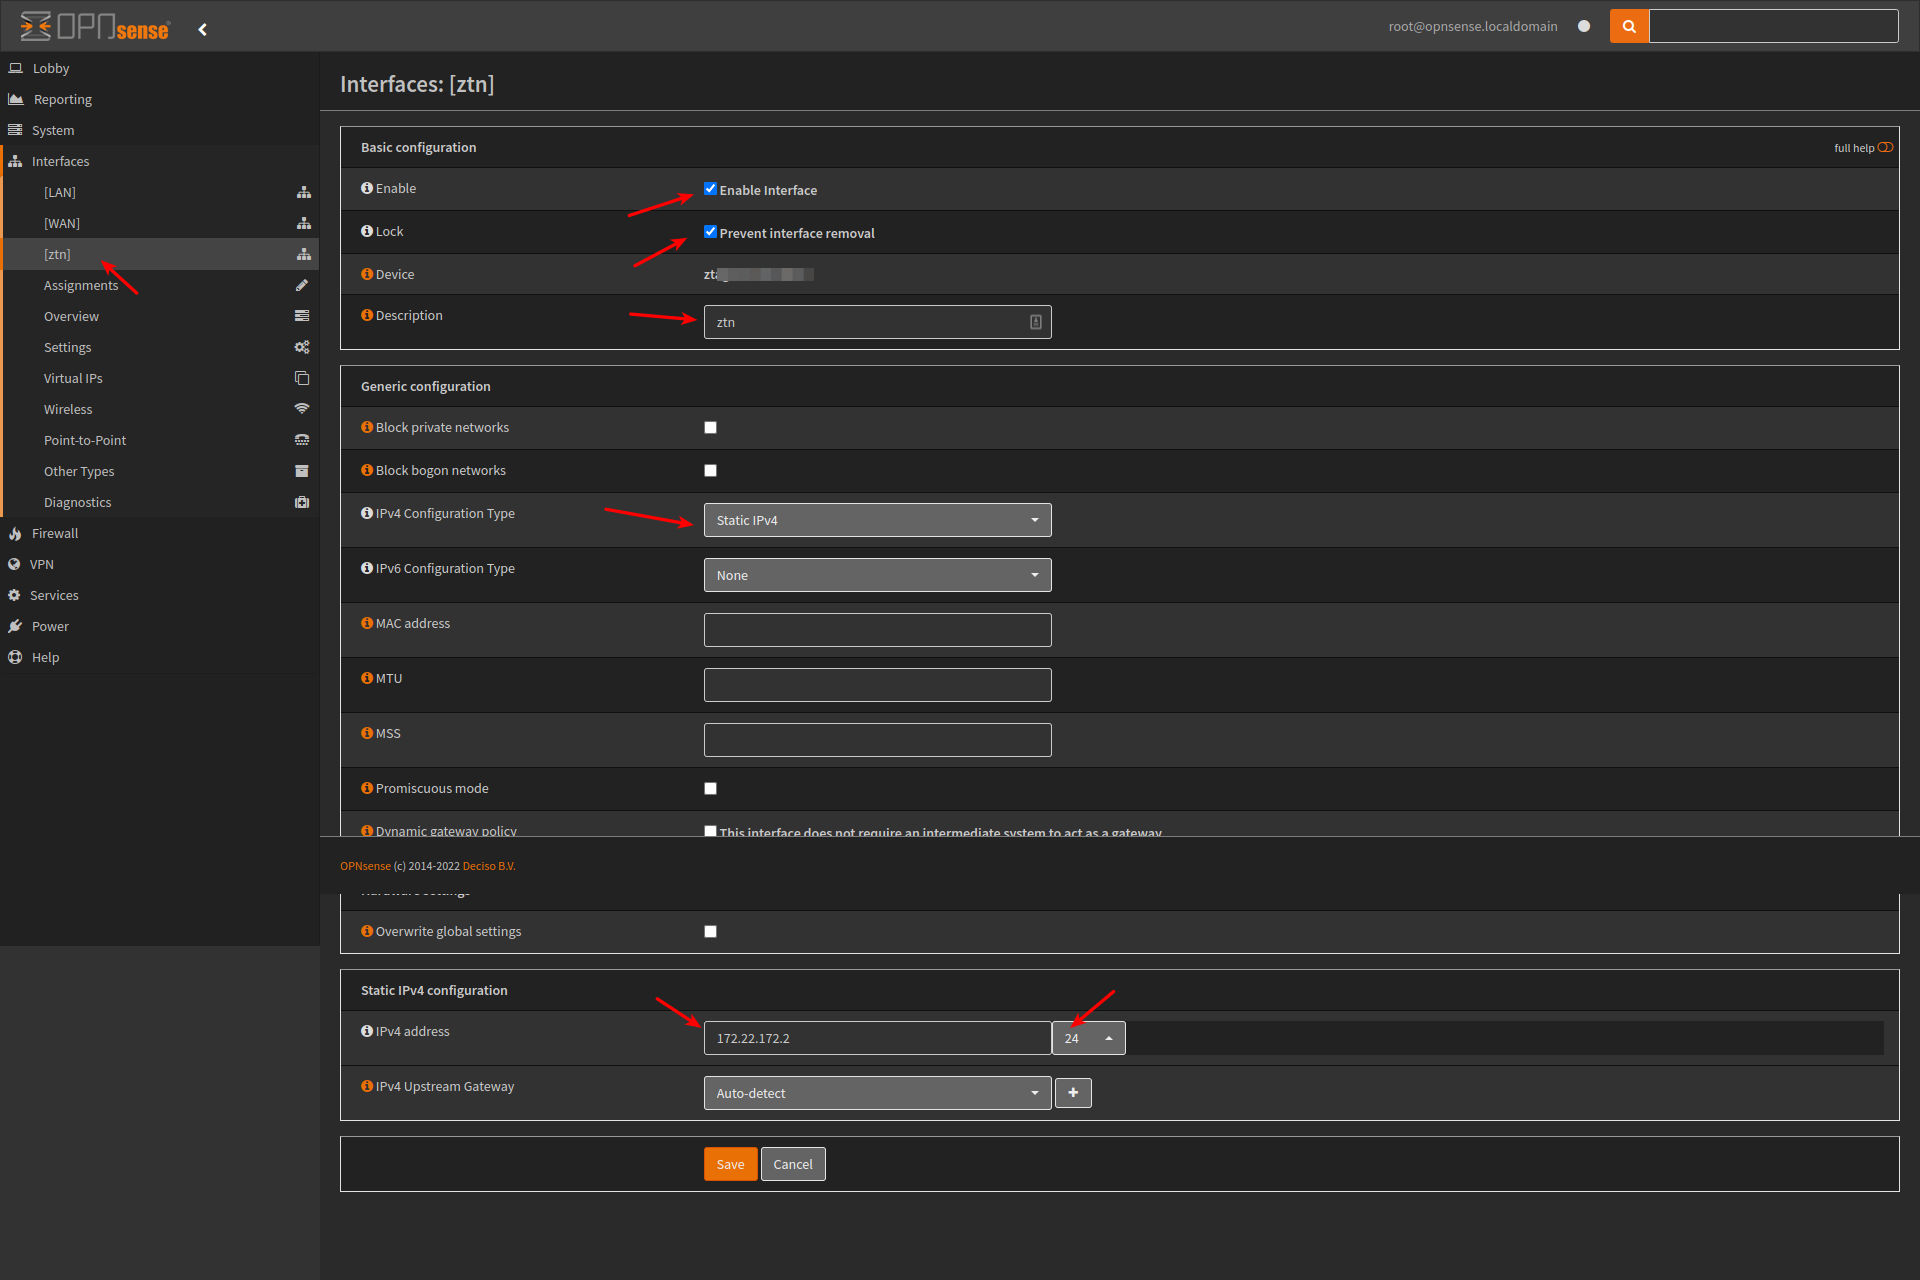 OPNsense
root@opnsense.localdomain
Lobby
Reporting
System
Interfaces
[LAN]
[WAN]
[ztn]
Assignments
Overview
Settings
Virtual IPs
Wireless
Point-to-Point
Other Types
Diagnostics
Firewall
VPN
Services
Power
Help
Interfaces: [ztn]
Basic configuration
full help
Enable
Enable Interface
Lock
Prevent interface removal
Device
Description
ztn
Generic configuration
Block private networks
Block bogon networks
IPv4 Configuration Type
Static IPv4
IPv6 Configuration Type
None
MAC address
MTU
MSS
Promiscuous mode
Dynamic gateway policy
This interface does not require an intermediate system to act as a gateway
OPNsense (c) 2014-2022 Deciso B.V.
Hardware settings
Overwrite global settings
Static IPv4 configuration
IPv4 address
172.22.172.2
24
IPv4 Upstream Gateway
Auto-detect
Save
Cancel